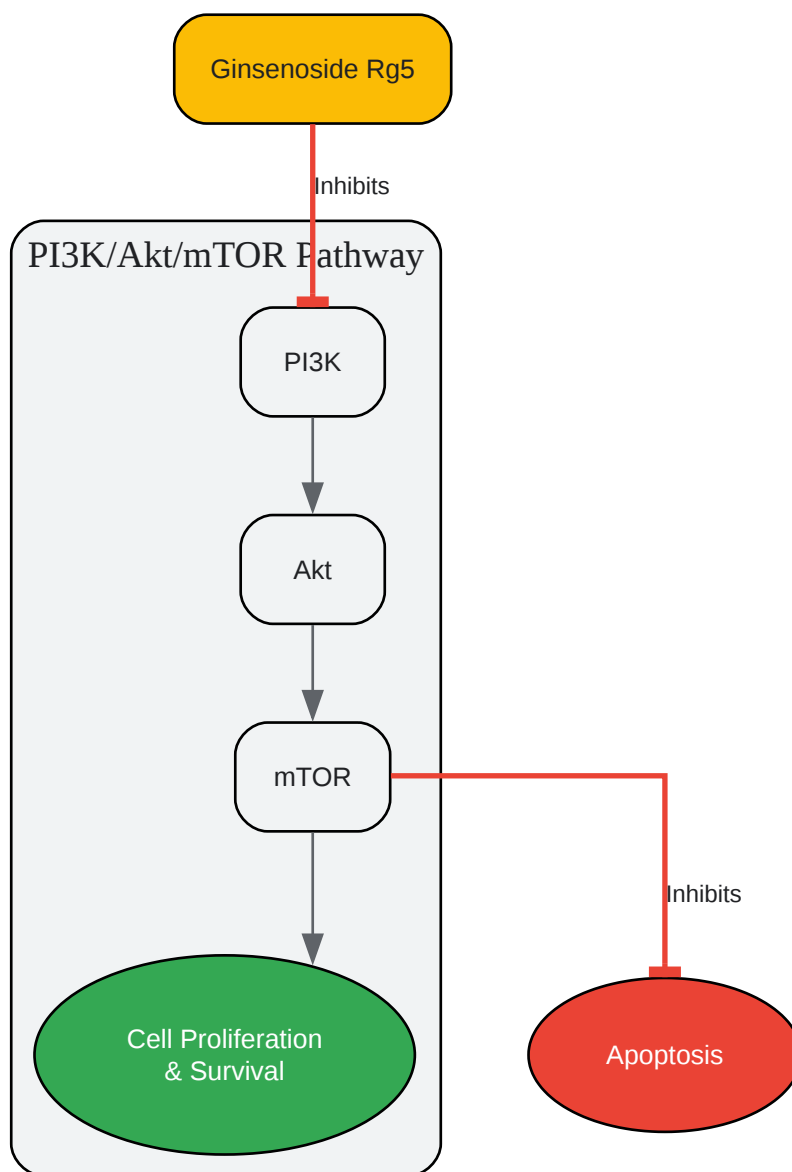 Ginsenoside Rg5
Inhibits
PI3K/Akt/mTOR Pathway
PI3K
Akt
mTOR
Inhibits
Cell Proliferation
& Survival
Apoptosis